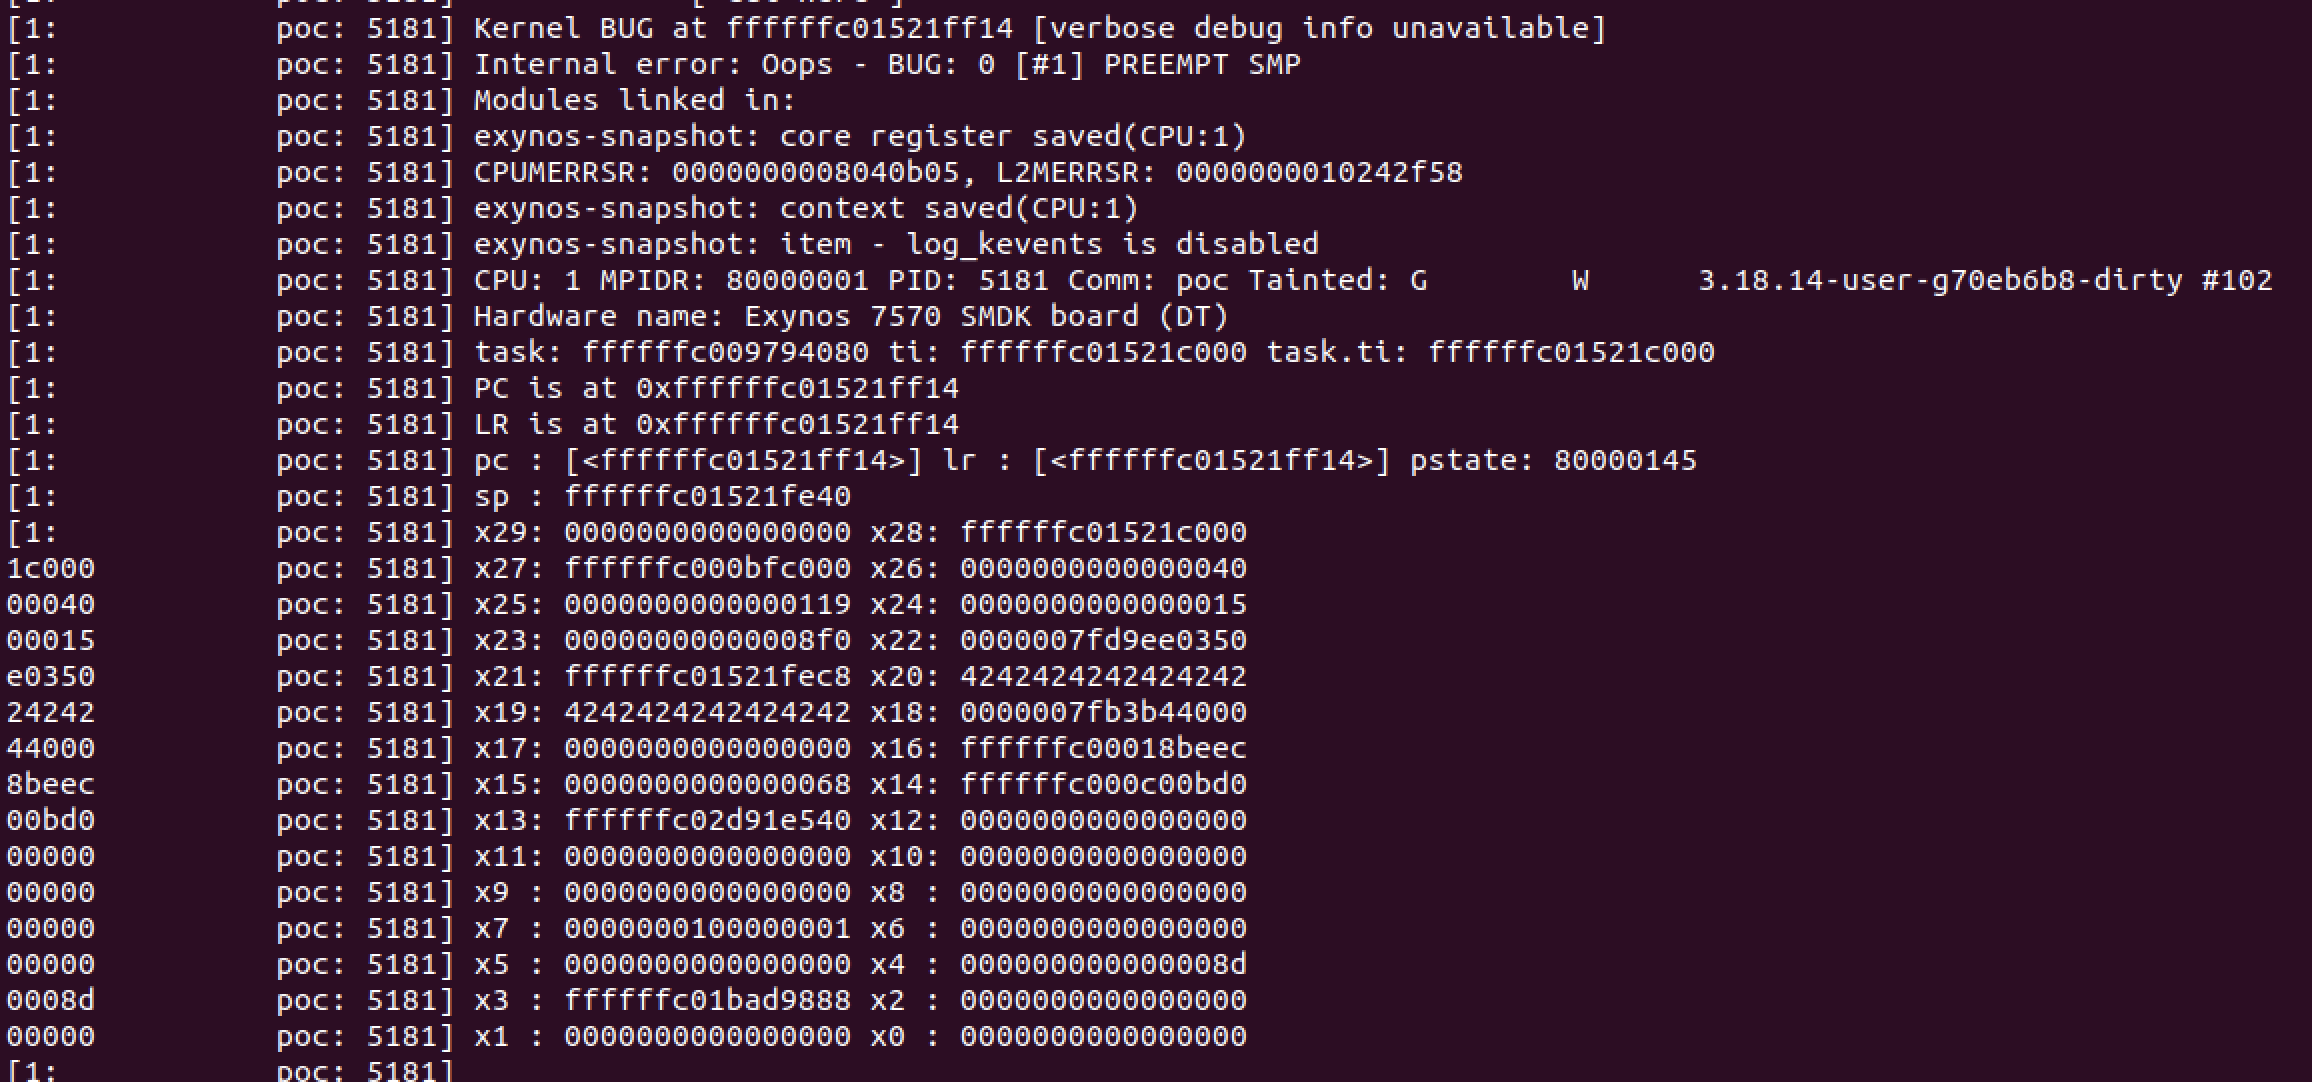 [1: poc: 5181] Kernel BUG at ffffffc01521ff14 [verbose debug info unavailable]
[1: poc: 5181] Internal error: Oops - BUG: 0 [#1] PREEMPT SMP
[1: poc: 5181] Modules linked in:
[1: poc: 5181] exynos-snapshot: core register saved(CPU:1)
[1: poc: 5181] CPUMERRSR: 0000000008040b05, L2MERRSR: 0000000010242f58
[1: poc: 5181] exynos-snapshot: context saved(CPU:1)
[1: poc: 5181] exynos-snapshot: item - log_kevents is disabled
[1: poc: 5181] CPU: 1 MPIDR: 80000001 PID: 5181 Comm: poc Tainted: G        W      3.18.14-user-g70eb6b8-dirty #102
[1: poc: 5181] Hardware name: Exynos 7570 SMDK board (DT)
[1: poc: 5181] task: ffffffc009794080 ti: ffffffc01521c000 task.ti: ffffffc01521c000
[1: poc: 5181] PC is at 0xffffffc01521ff14
[1: poc: 5181] LR is at 0xffffffc01521ff14
[1: poc: 5181] pc : [<ffffffc01521ff14>] lr : [<ffffffc01521ff14>] pstate: 80000145
[1: poc: 5181] sp : ffffffc01521fe40
[1: poc: 5181] x29: 0000000000000000 x28: ffffffc01521c000
1c000 poc: 5181] x27: ffffffc000bfc000 x26: 0000000000000040
00040 poc: 5181] x25: 0000000000000119 x24: 0000000000000015
00015 poc: 5181] x23: 00000000000008f0 x22: 0000007fd9ee0350
e0350 poc: 5181] x21: ffffffc01521fec8 x20: 4242424242424242
24242 poc: 5181] x19: 4242424242424242 x18: 0000007fb3b44000
44000 poc: 5181] x17: 0000000000000000 x16: ffffffc00018beec
8beec poc: 5181] x15: 0000000000000068 x14: ffffffc000c00bd0
00bd0 poc: 5181] x13: ffffffc02d91e540 x12: 0000000000000000
00000 poc: 5181] x11: 0000000000000000 x10: 0000000000000000
00000 poc: 5181] x9 : 0000000000000000 x8 : 0000000000000000
00000 poc: 5181] x7 : 0000000100000001 x6 : 0000000000000000
00000 poc: 5181] x5 : 0000000000000000 x4 : 000000000000008d
0008d poc: 5181] x3 : ffffffc01bad9888 x2 : 0000000000000000
00000 poc: 5181] x1 : 0000000000000000 x0 : 0000000000000000
[1: poc: 5181]